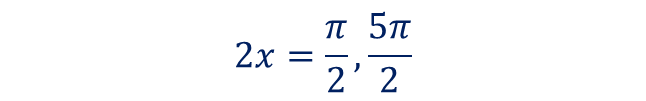 2x = π/2, 5π/2